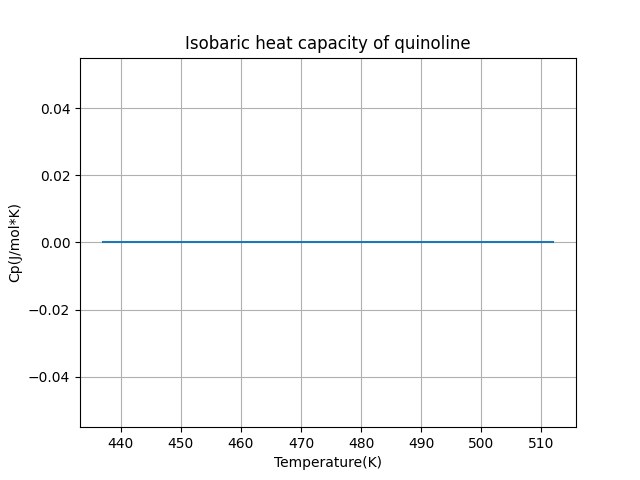 Isobaric heat capacity of quinoline
Cp(J/mol*K)
0.04
0.02
0.00
−0.02
−0.04
440 450 460 470 480 490 500 510
Temperature(K)